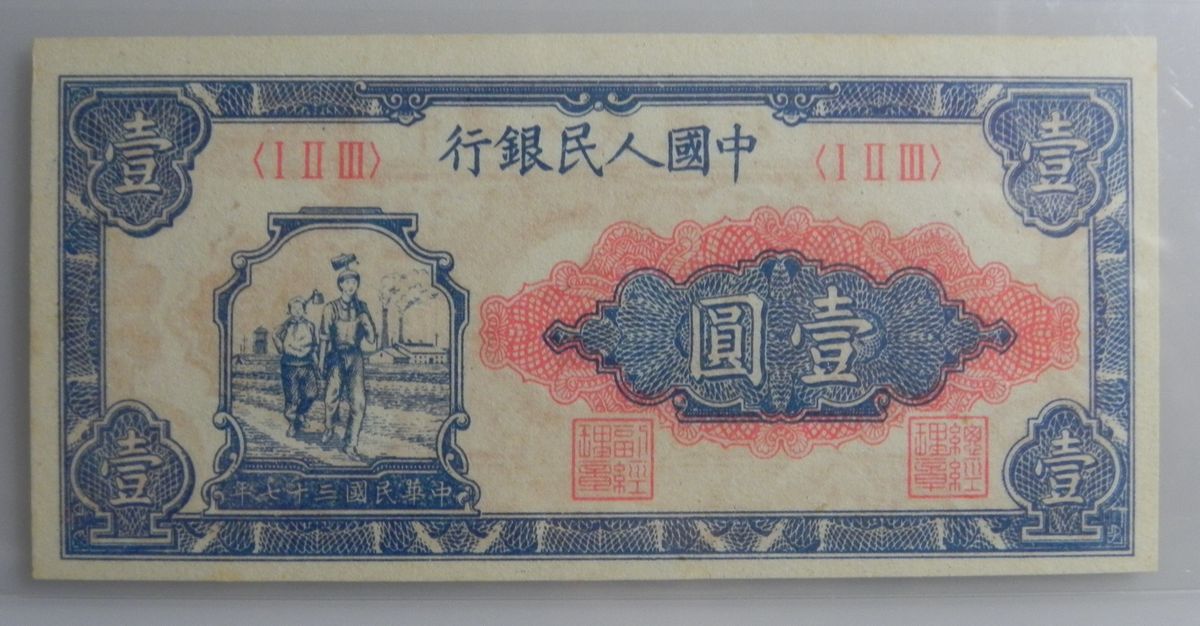 壹
壹
〈Ⅰ Ⅱ Ⅲ〉
中國人民銀行
〈Ⅰ Ⅱ Ⅲ〉
壹圓
總經理章
副經理章
中華民國三十七年
壹
壹